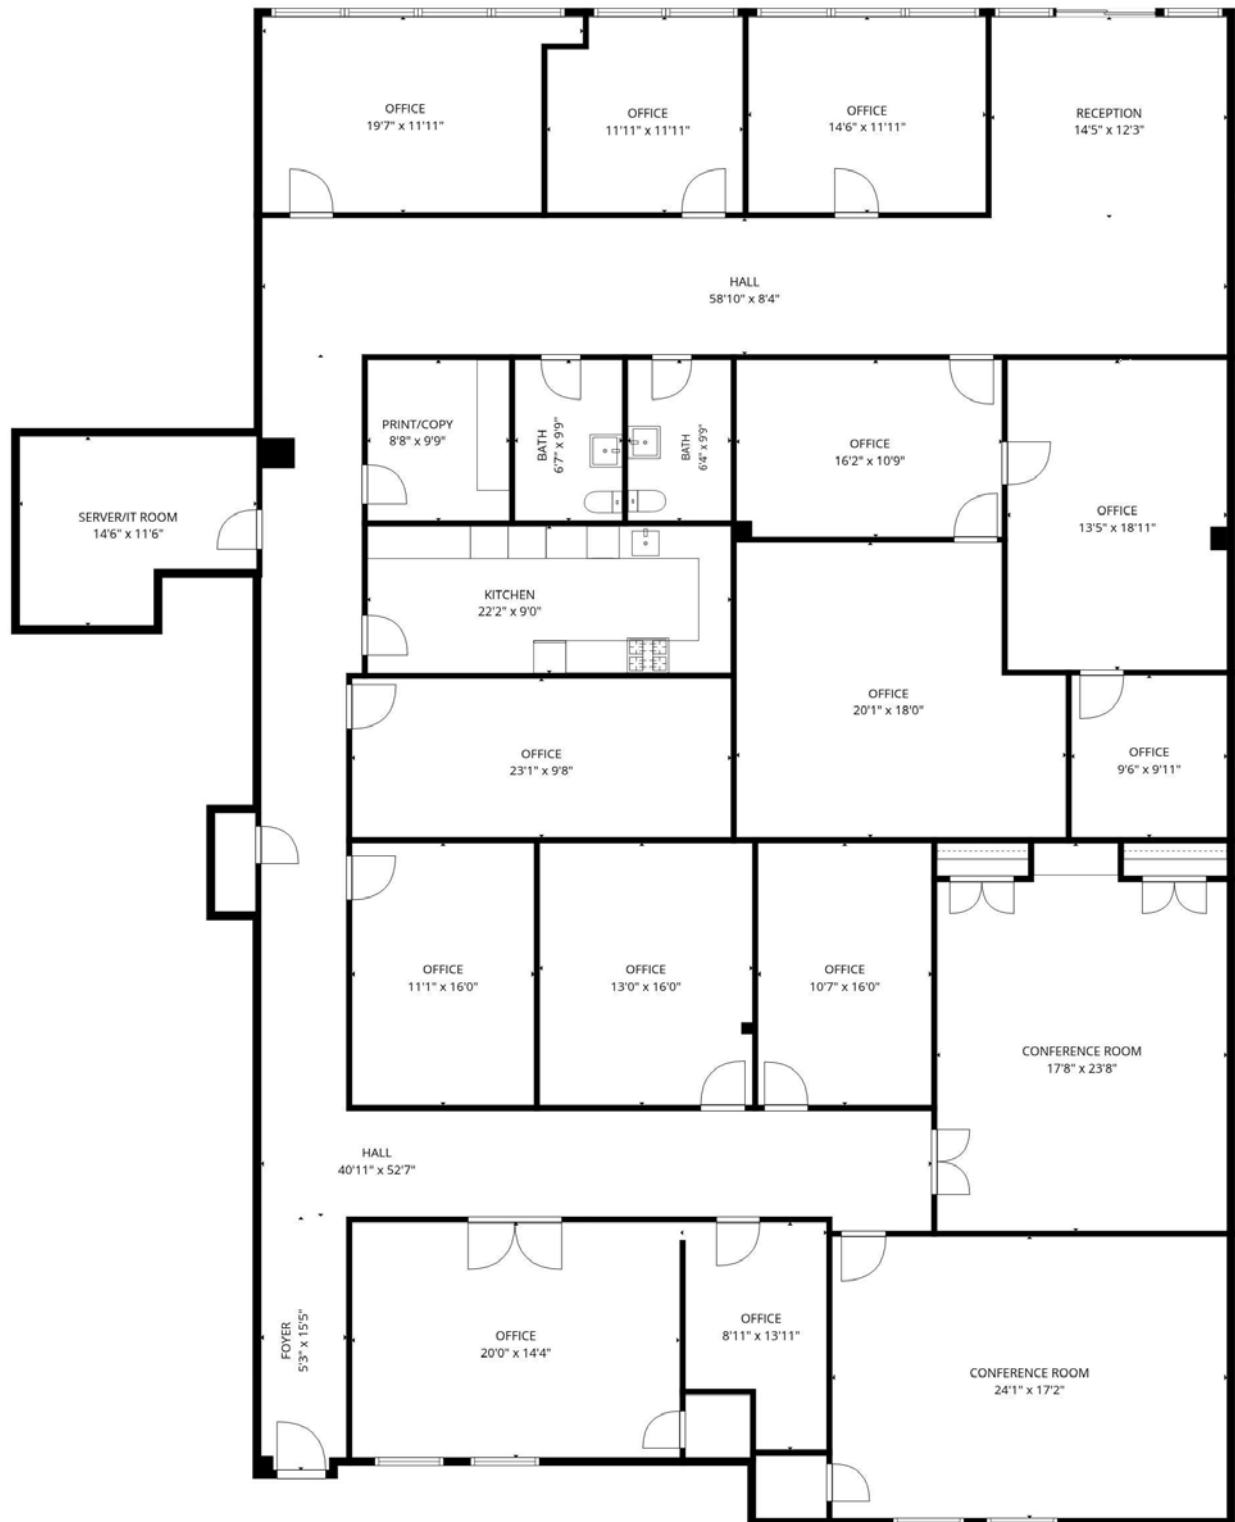 OFFICE
19'7" x 11'11"
OFFICE
11'11" x 11'11"
OFFICE
14'6" x 11'11"
RECEPTION
14'5" x 12'3"
HALL
58'10" x 8'4"
PRINT/COPY
8'8" x 9'9"
BATH
6'7" x 9'9"
BATH
6'4" x 9'9"
OFFICE
16'2" x 10'9"
OFFICE
13'5" x 18'11"
SERVER/IT ROOM
14'6" x 11'6"
KITCHEN
22'2" x 9'0"
OFFICE
20'1" x 18'0"
OFFICE
23'1" x 9'8"
OFFICE
9'6" x 9'11"
OFFICE
11'1" x 16'0"
OFFICE
13'0" x 16'0"
OFFICE
10'7" x 16'0"
CONFERENCE ROOM
17'8" x 23'8"
HALL
40'11" x 52'7"
FOYER
5'3" x 15'5"
OFFICE
20'0" x 14'4"
OFFICE
8'11" x 13'11"
CONFERENCE ROOM
24'1" x 17'2"